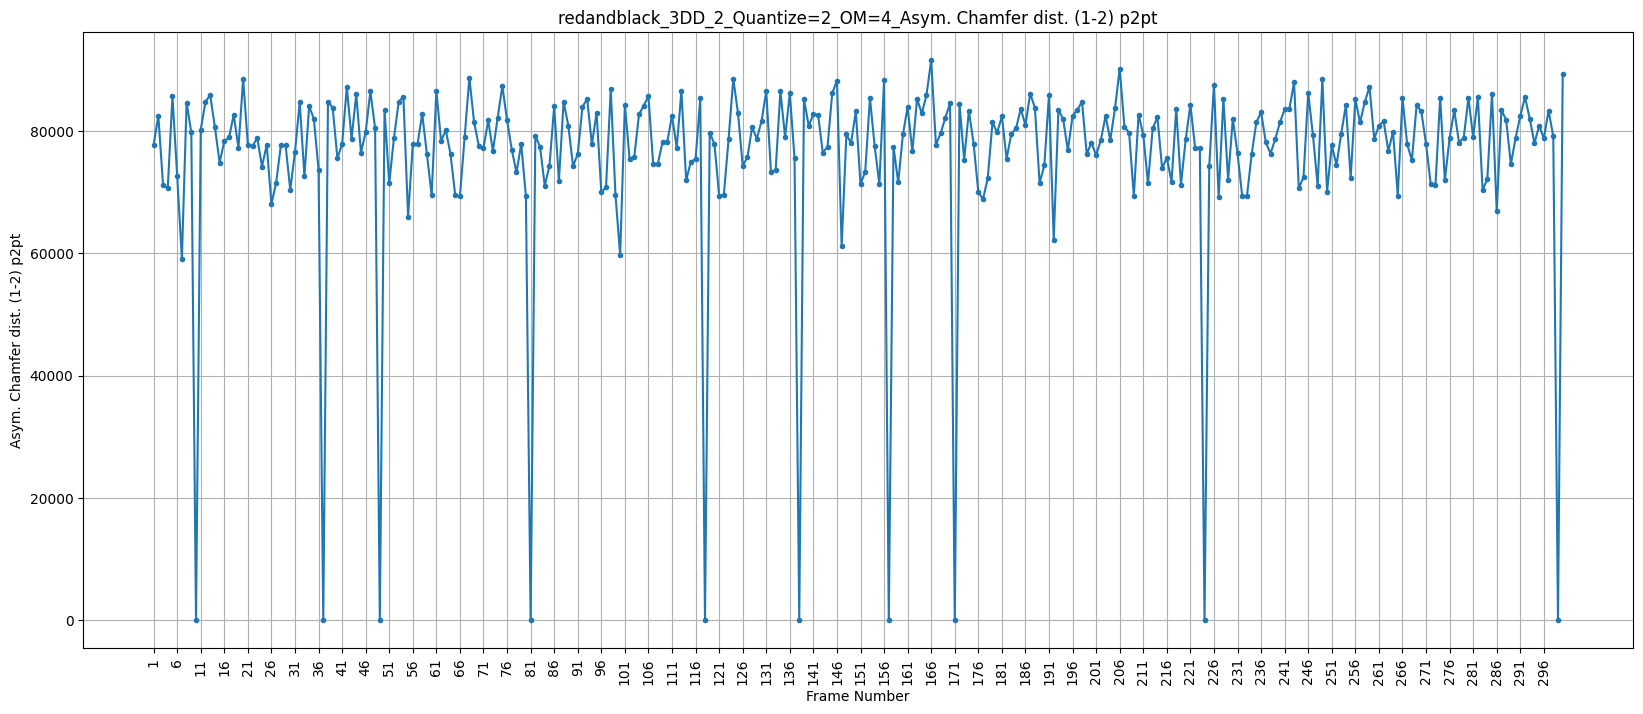 redandblack_3DD_2_Quantize=2_OM=4_Asym. Chamfer dist. (1-2) p2pt
Asym. Chamfer dist. (1-2) p2pt
80000
60000
40000
20000
0
1 6 11 16 21 26 31 36 41 46 51 56 61 66 71 76 81 86 91 96 101 106 111 116 121 126 131 136 141 146 151 156 161 166 171 176 181 186 191 196 201 206 211 216 221 226 231 236 241 246 251 256 261 266 271 276 281 286 291 296
Frame Number